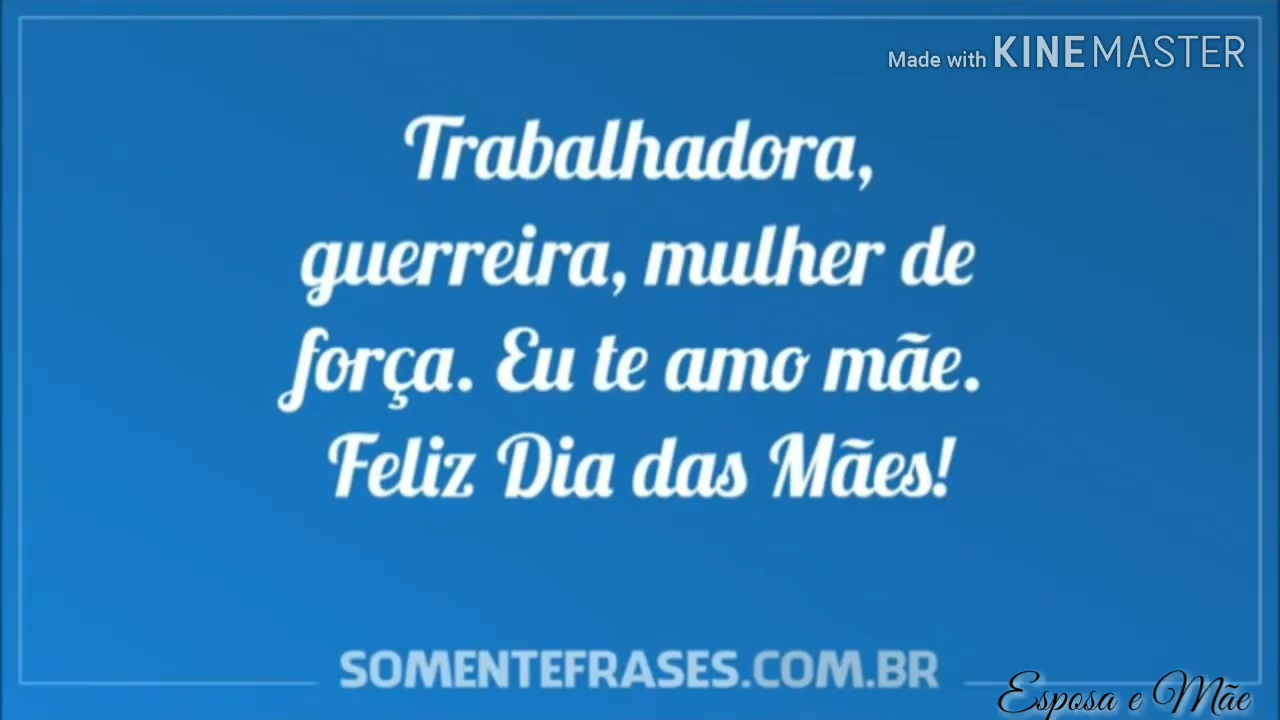 Made with KINEMASTER
Trabalhadora,
guerreira, mulher de
força. Eu te amo mãe.
Feliz Dia das Mães!
SOMENTEFRASES.COM.BR
Esposa e Mãe